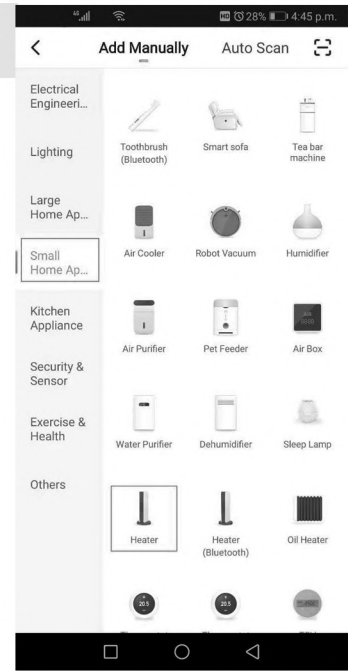 4G
HD 28% 4:45 p.m.
Add Manually Auto Scan
Electrical
Engineeri...
Lighting
Large
Home Ap...
Small
Home Ap...
Kitchen
Appliance
Security &
Sensor
Exercise &
Health
Others
Toothbrush
(Bluetooth)
Smart sofa
Tea bar
machine
Air Cooler
Robot Vacuum
Humidifier
Air Purifier
Pet Feeder
Air Box
Water Purifier
Dehumidifier
Sleep Lamp
Heater
Heater
(Bluetooth)
Oil Heater
20.5
20.5